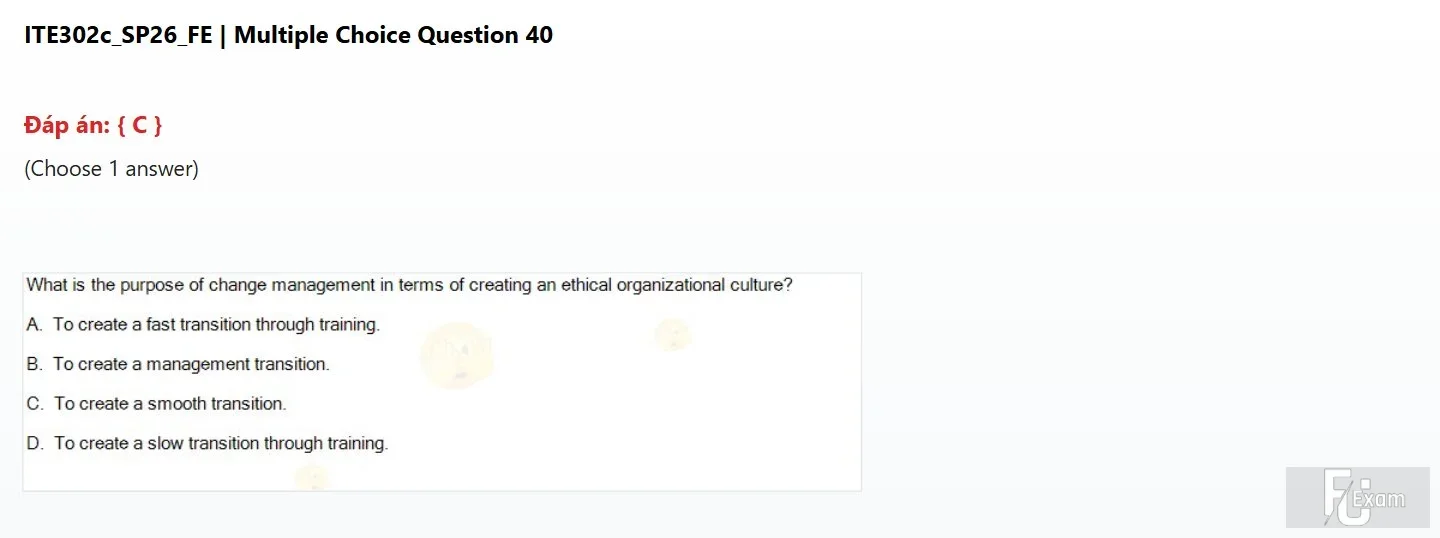 ITE302c_SP26_FE | Multiple Choice Question 40
Đáp án: { C }
(Choose 1 answer)
What is the purpose of change management in terms of creating an ethical organizational culture?
A. To create a fast transition through training.
B. To create a management transition.
C. To create a smooth transition.
D. To create a slow transition through training.
FU Exam